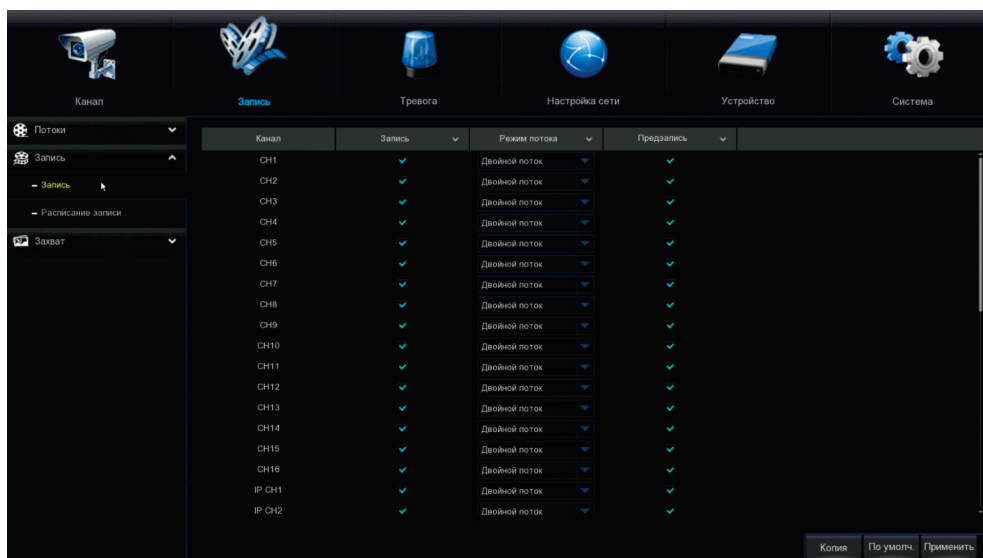 Канал Запись Тревога Настройка сети Устройство Система
Потоки
Запись
Запись
Расписание записи
Захват
Канал Запись Режим потока Предзапись
CH1 Двойной поток
CH2 Двойной поток
CH3 Двойной поток
CH4 Двойной поток
CH5 Двойной поток
CH6 Двойной поток
CH7 Двойной поток
CH8 Двойной поток
CH9 Двойной поток
CH10 Двойной поток
CH11 Двойной поток
CH12 Двойной поток
CH13 Двойной поток
CH14 Двойной поток
CH15 Двойной поток
CH16 Двойной поток
IP CH1 Двойной поток
IP CH2 Двойной поток
Копия По умолч. Применить